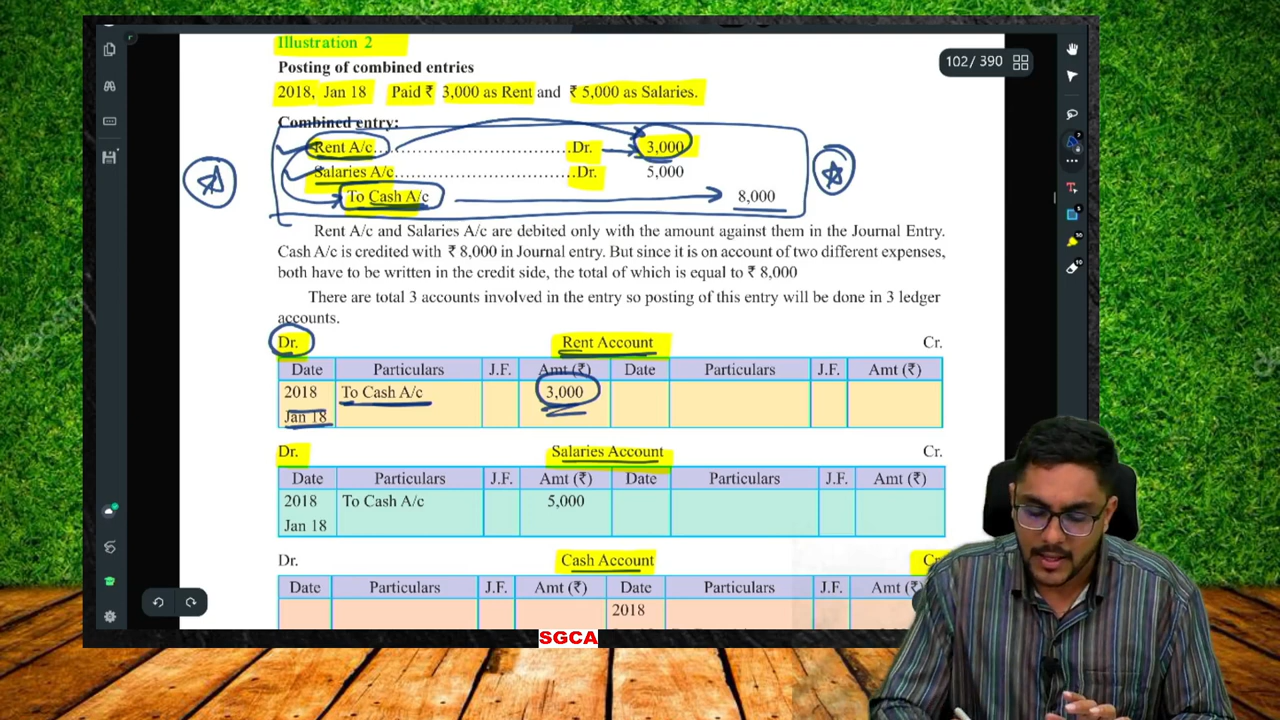 102/ 390
Illustration 2
Posting of combined entries
2018, Jan 18 Paid ₹ 3,000 as Rent and ₹ 5,000 as Salaries.
Combined entry:
Rent A/c.......................................Dr. 3,000
Salaries A/c....................................Dr. 5,000
To Cash A/c 8,000
Rent A/c and Salaries A/c are debited only with the amount against them in the Journal Entry.
Cash A/c is credited with ₹ 8,000 in Journal entry. But since it is on account of two different expenses,
both have to be written in the credit side, the total of which is equal to ₹ 8,000
There are total 3 accounts involved in the entry so posting of this entry will be done in 3 ledger
accounts.
Dr. Rent Account Cr.
Date Particulars J.F. Amt (₹) Date Particulars J.F. Amt (₹)
2018 To Cash A/c 3,000
Jan 18
Dr. Salaries Account Cr.
Date Particulars J.F. Amt (₹) Date Particulars J.F. Amt (₹)
2018 To Cash A/c 5,000
Jan 18
Dr. Cash Account
Date Particulars J.F. Amt (₹) Date Particulars J.F.
2018
SGCA